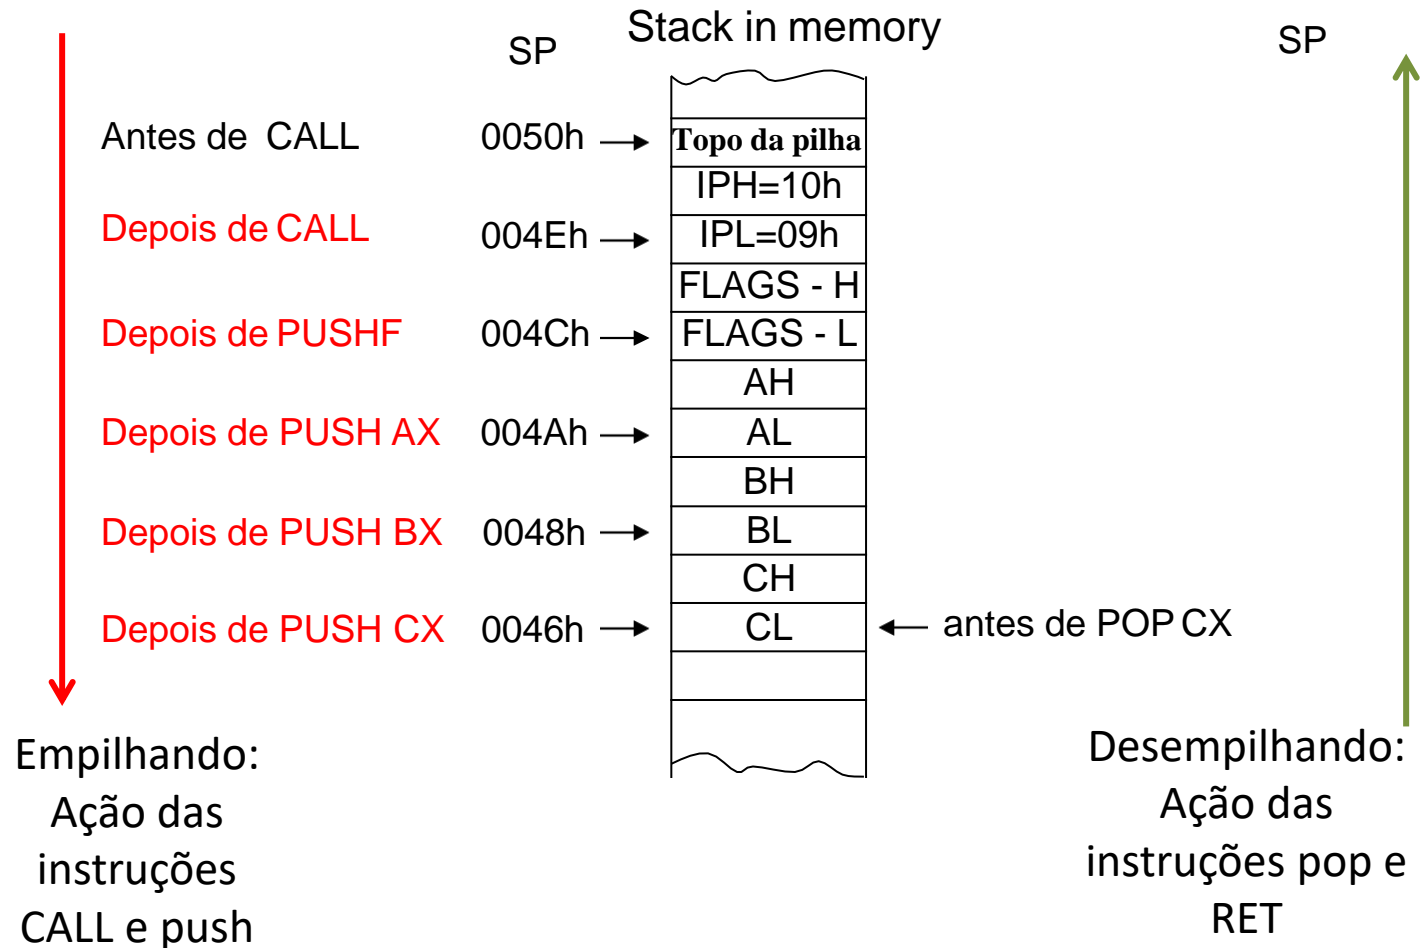 Stack in memory
SP
SP
Antes de CALL 0050h Topo da pilha
IPH=10h
Depois de CALL 004Eh IPL=09h
FLAGS - H
Depois de PUSHF 004Ch FLAGS - L
AH
Depois de PUSH AX 004Ah AL
BH
Depois de PUSH BX 0048h BL
CH
Depois de PUSH CX 0046h CL antes de POP CX
Empilhando:
Ação das
instruções
CALL e push
Desempilhando:
Ação das
instruções pop e
RET